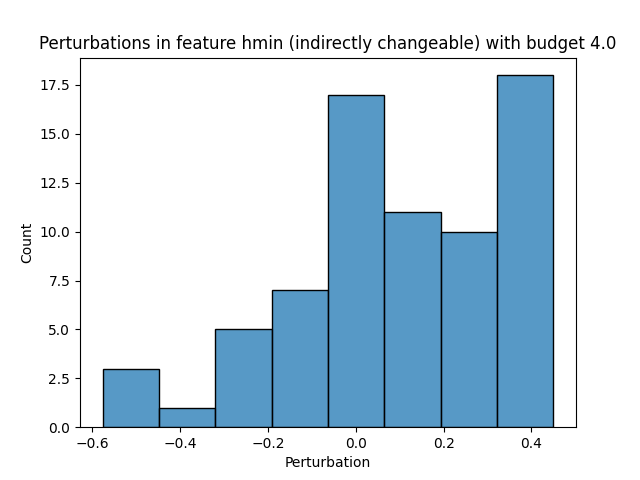 Perturbations in feature hmin (indirectly changeable) with budget 4.0
Count
17.5
15.0
12.5
10.0
7.5
5.0
2.5
0.0
−0.6 −0.4 −0.2 0.0 0.2 0.4
Perturbation